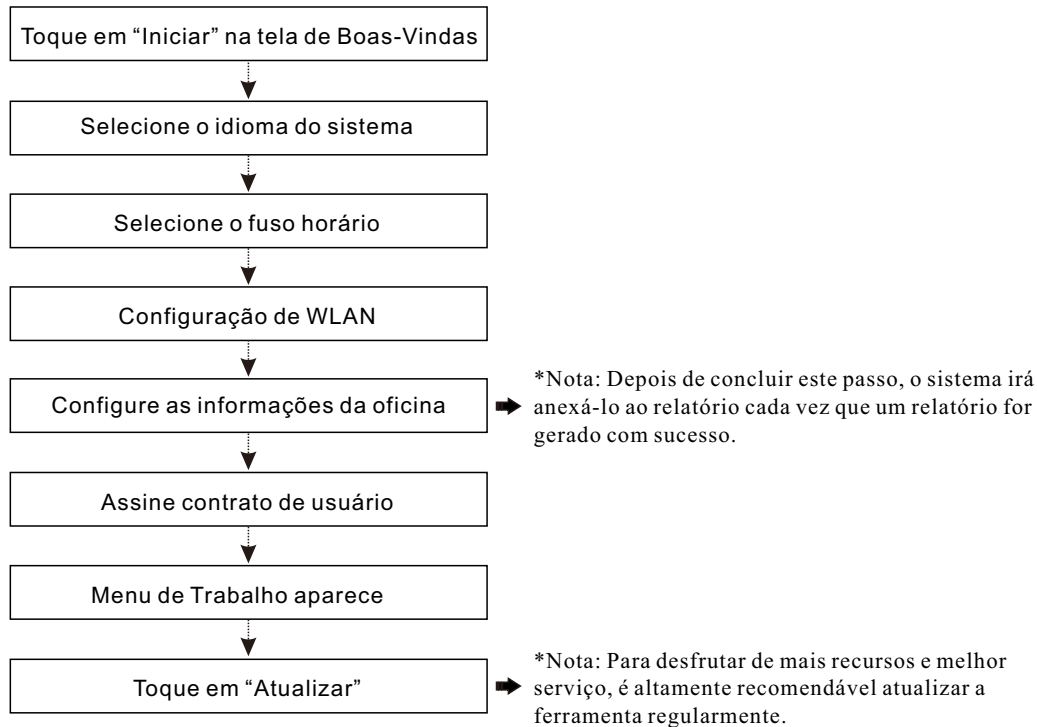 Toque em “Iniciar” na tela de Boas-Vindas
Selecione o idioma do sistema
Selecione o fuso horário
Configuração de WLAN
Configure as informações da oficina
*Nota: Depois de concluir este passo, o sistema irá
anexá-lo ao relatório cada vez que um relatório for
gerado com sucesso.
Assine contrato de usuário
Menu de Trabalho aparece
Toque em “Atualizar”
*Nota: Para desfrutar de mais recursos e melhor
serviço, é altamente recomendável atualizar a
ferramenta regularmente.